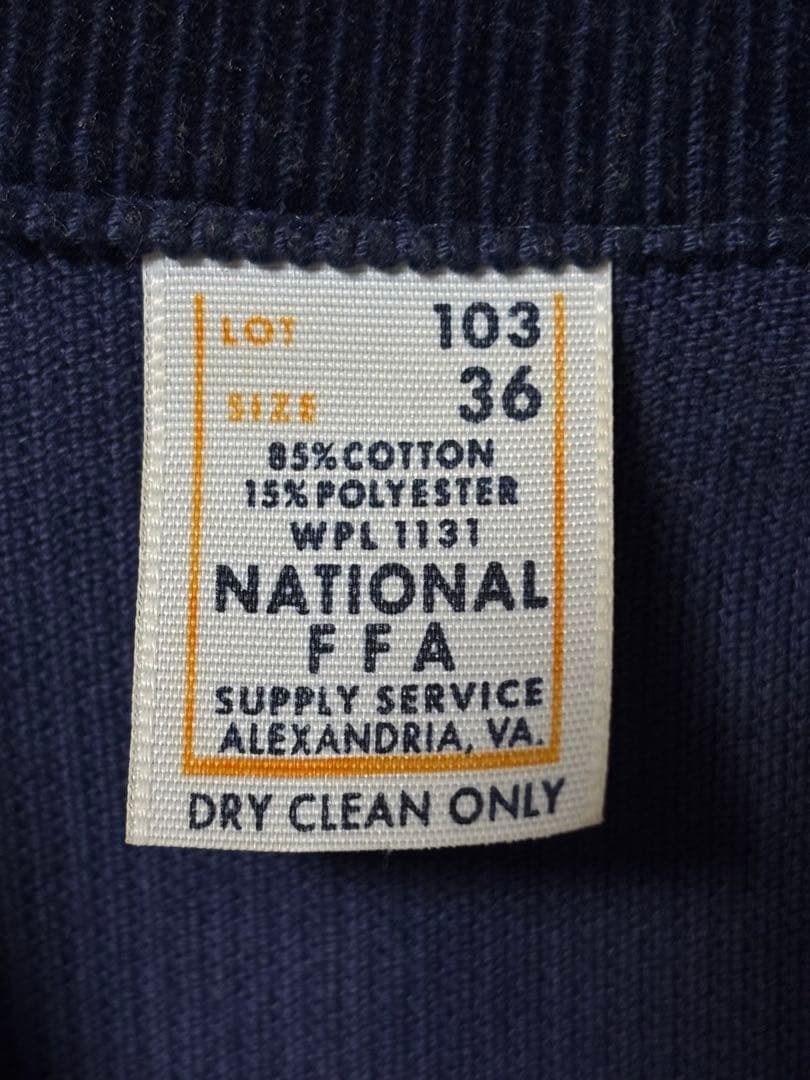 LOT 103
SIZE 36
85% COTTON
15% POLYESTER
WPL 1131
NATIONAL
FFA
SUPPLY SERVICE
ALEXANDRIA, VA.
DRY CLEAN ONLY